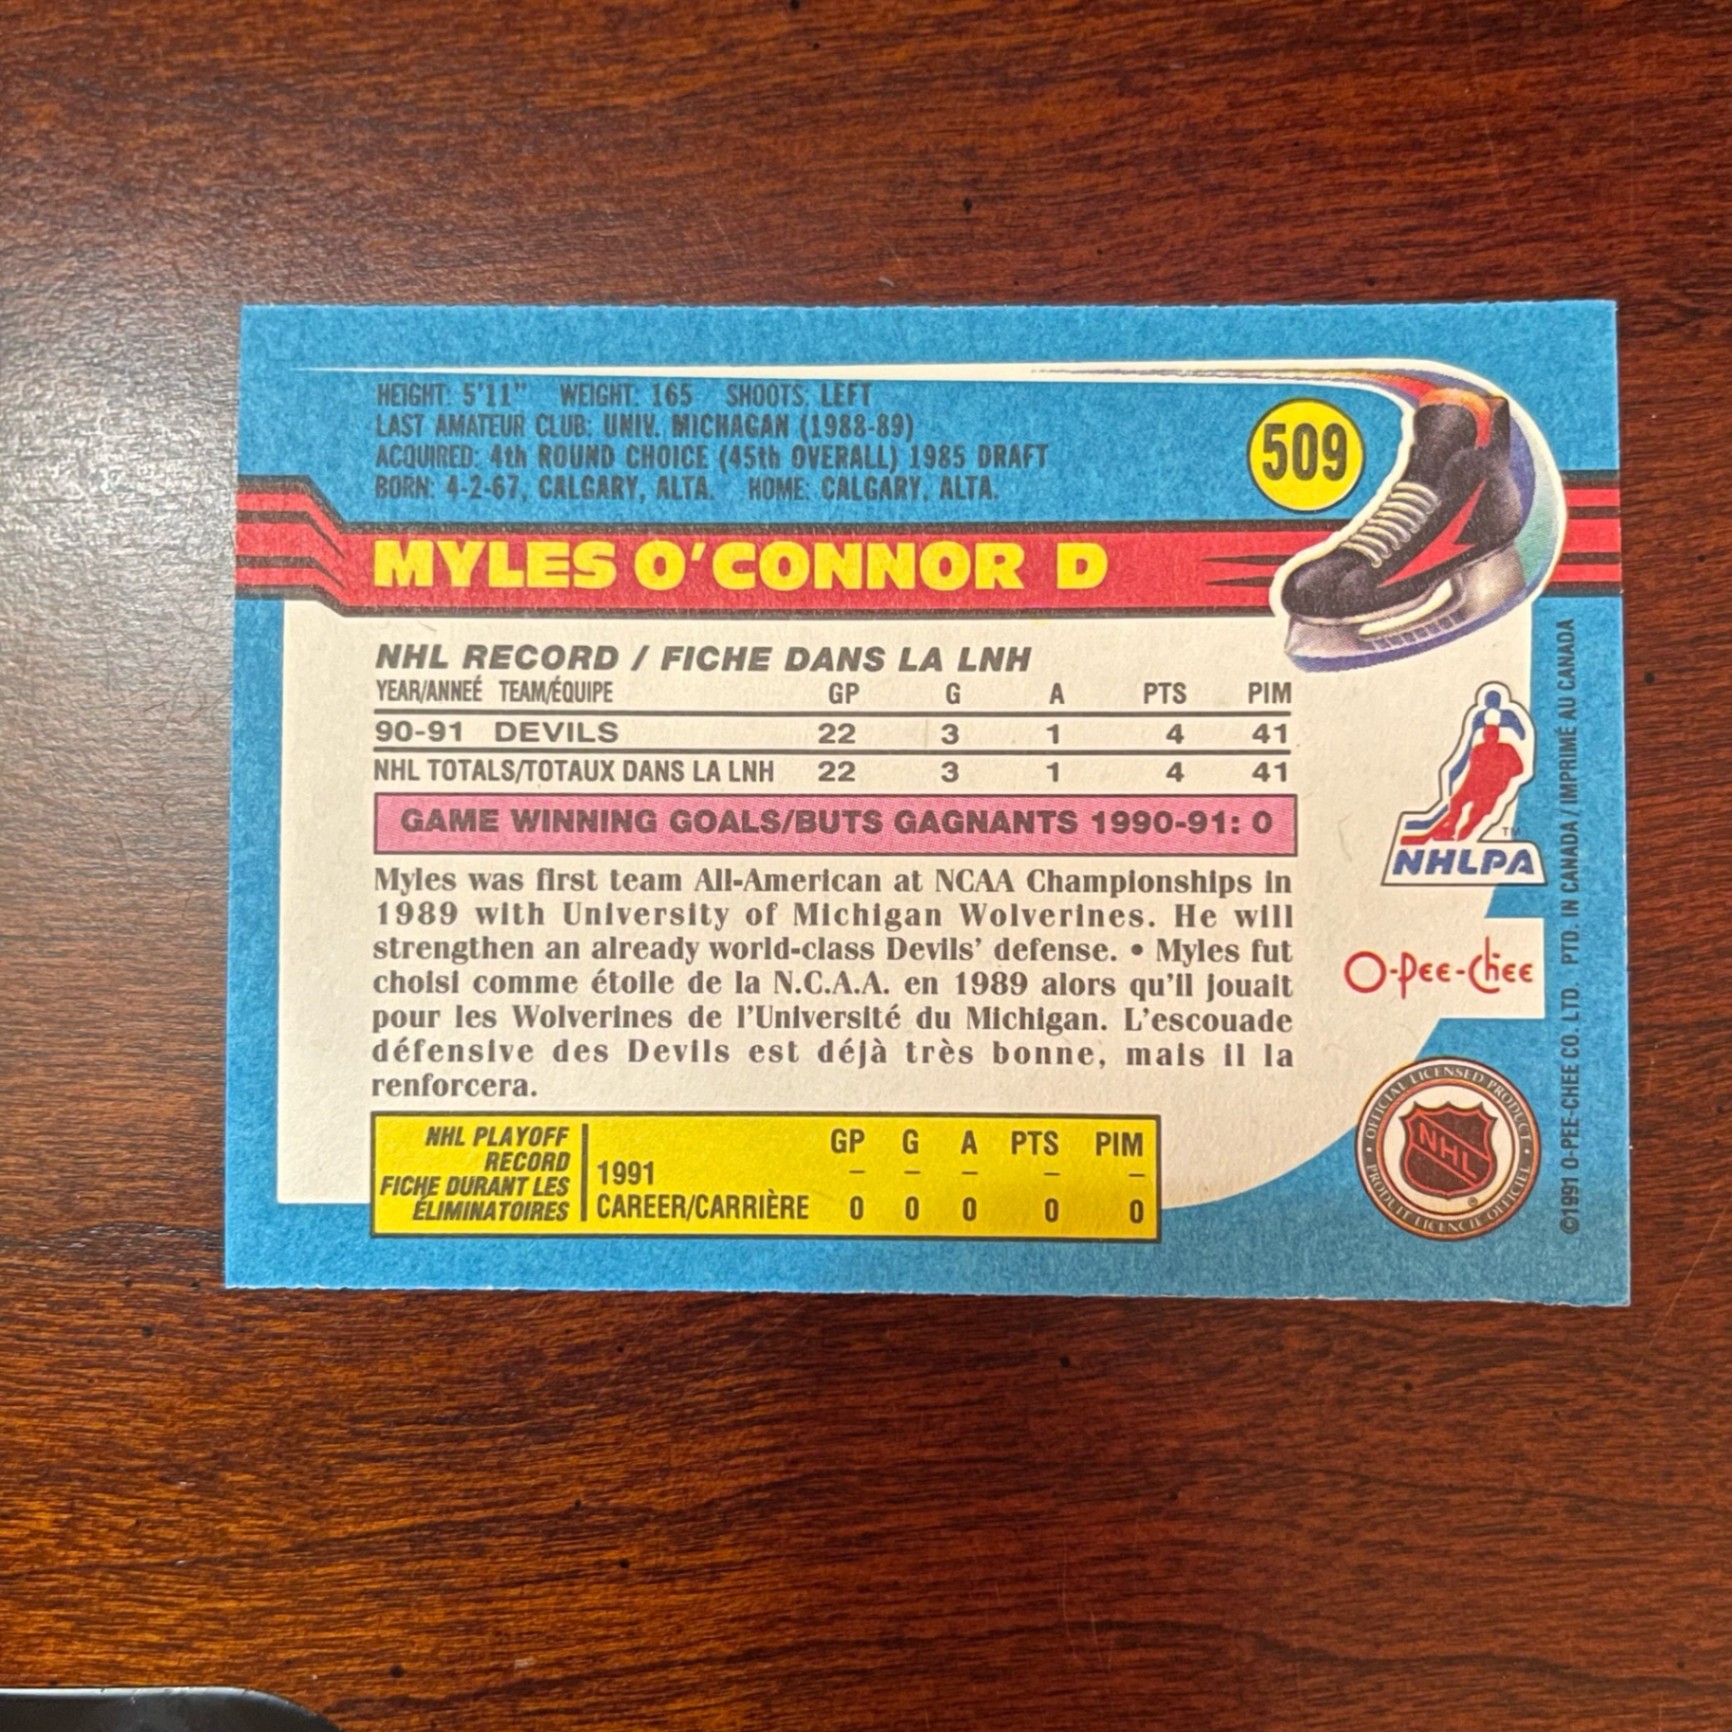 HEIGHT: 5'11" WEIGHT: 165 SHOOTS: LEFT
LAST AMATEUR CLUB: UNIV. MICHAGAN (1988-89)
ACQUIRED: 4th ROUND CHOICE (45th OVERALL) 1985 DRAFT
BORN: 4-2-67, CALGARY, ALTA. HOME: CALGARY, ALTA.
509
MYLES O'CONNOR D
NHL RECORD / FICHE DANS LA LNH
YEAR/ANNEÉ TEAM/ÉQUIPE GP G A PTS PIM
90-91 DEVILS 22 3 1 4 41
NHL TOTALS/TOTAUX DANS LA LNH 22 3 1 4 41
GAME WINNING GOALS/BUTS GAGNANTS 1990-91: 0
Myles was first team All-American at NCAA Championships in
1989 with University of Michigan Wolverines. He will
strengthen an already world-class Devils' defense. • Myles fut
choisi comme étoile de la N.C.A.A. en 1989 alors qu'il jouait
pour les Wolverines de l'Université du Michigan. L'escouade
défensive des Devils est déjà très bonne, mais il la
renforcera.
NHL PLAYOFF
RECORD
FICHE DURANT LES
ÉLIMINATOIRES
GP G A PTS PIM
1991 – – – – –
CAREER/CARRIÈRE 0 0 0 0 0
TM
NHLPA
O-Pee-Chee
• OFFICIAL LICENSED PRODUCT •
NHL
®
PRODUIT LICENCIÉ OFFICIEL
©1991 O-PEE-CHEE CO. LTD. PTD. IN CANADA / IMPRIMÉ AU CANADA